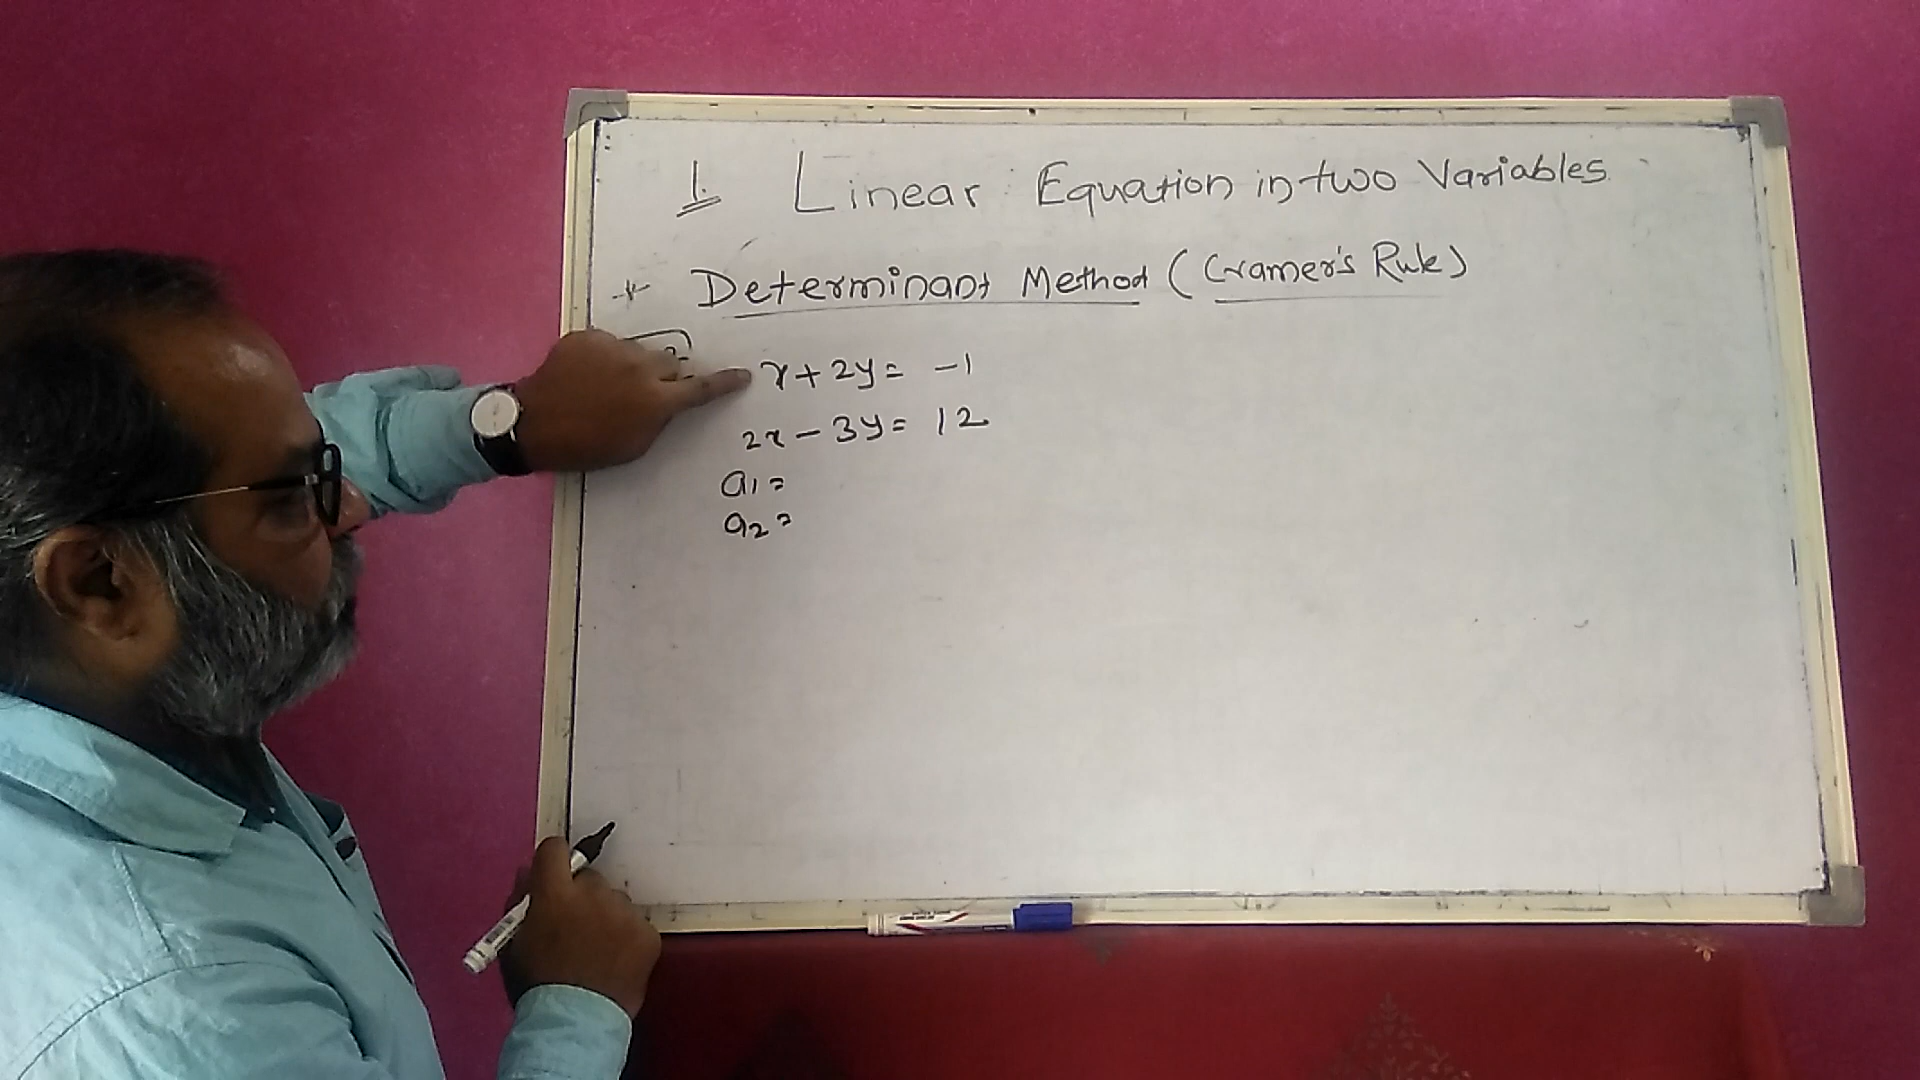 1. Linear Equation in two Variables
* Determinant Method (Cramer's Rule)
x + 2y = -1
2x - 3y = 12
a1 =
a2 =